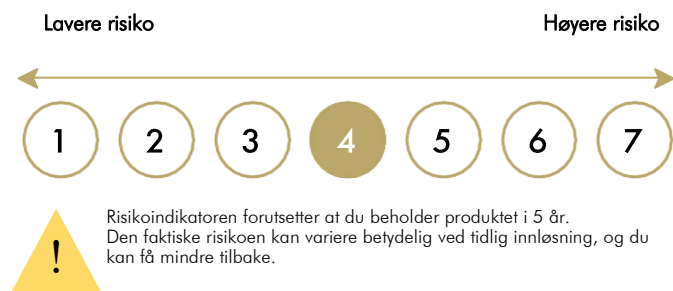 Lavere risiko Høyere risiko
1 2 3 4 5 6 7
!
Risikoindikatoren forutsetter at du beholder produktet i 5 år.
Den faktiske risikoen kan variere betydelig ved tidlig innløsning, og du
kan få mindre tilbake.